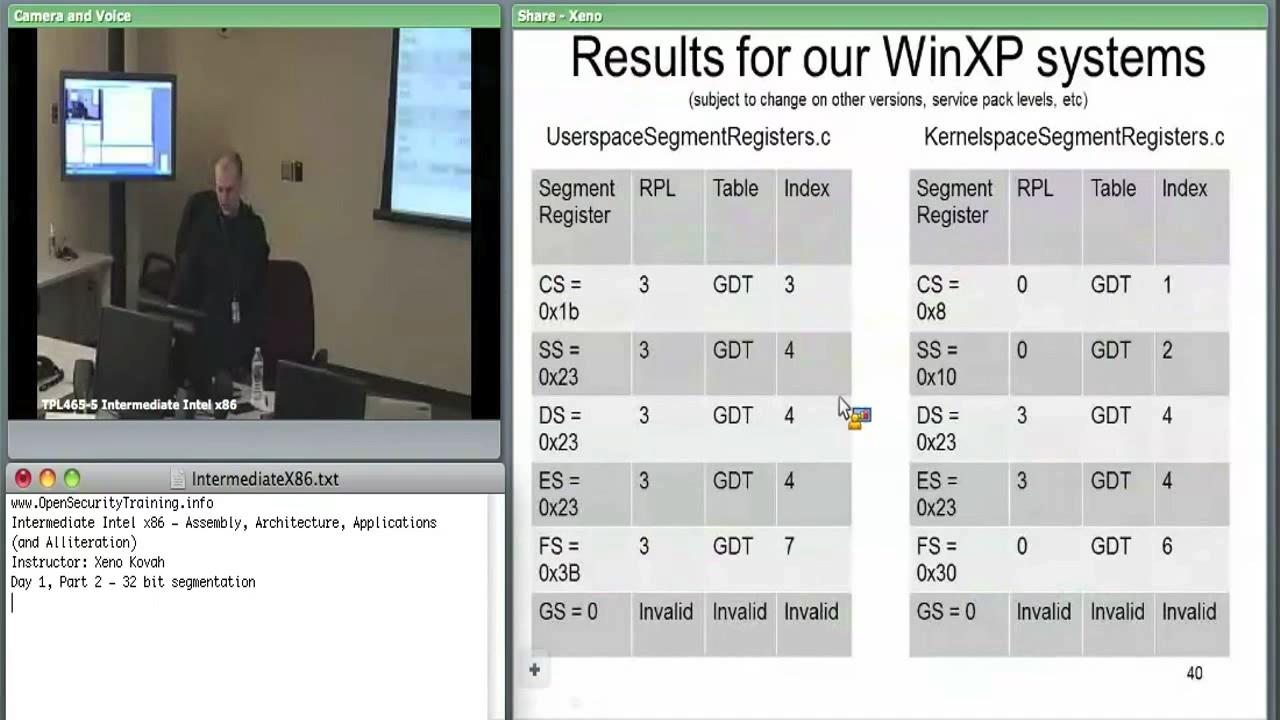 Camera and Voice
TPL465-5 Intermediate Intel x86
IntermediateX86.txt
www.OpenSecurityTraining.info
Intermediate Intel x86 – Assembly, Architecture, Applications
(and Alliteration)
Instructor: Xeno Kovah
Day 1, Part 2 – 32 bit segmentation
Share - Xeno
Results for our WinXP systems
(subject to change on other versions, service pack levels, etc)
UserspaceSegmentRegisters.c
Segment Register RPL Table Index
CS = 0x1b 3 GDT 3
SS = 0x23 3 GDT 4
DS = 0x23 3 GDT 4
ES = 0x23 3 GDT 4
FS = 0x3B 3 GDT 7
GS = 0 Invalid Invalid Invalid
KernelspaceSegmentRegisters.c
Segment Register RPL Table Index
CS = 0x8 0 GDT 1
SS = 0x10 0 GDT 2
DS = 0x23 3 GDT 4
ES = 0x23 3 GDT 4
FS = 0x30 0 GDT 6
GS = 0 Invalid Invalid Invalid
40